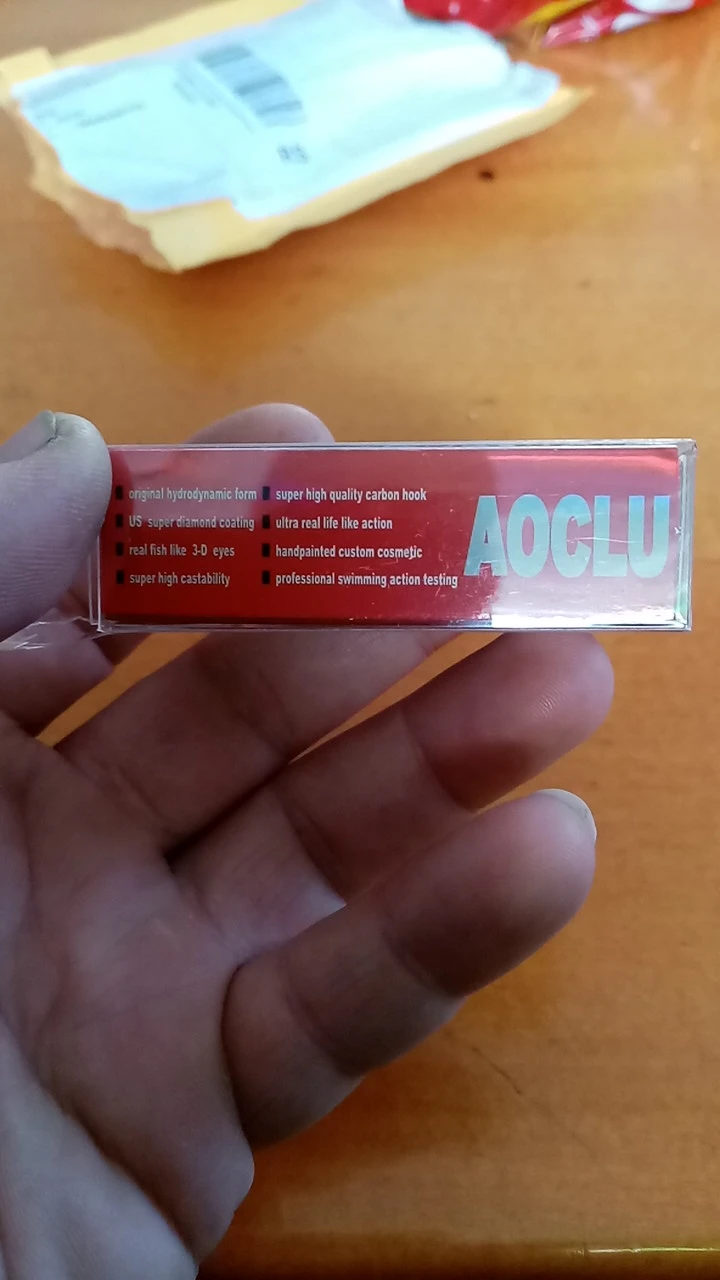 original hydrodynamic form
US super diamond coating
real fish like 3-D eyes
super high castability
super high quality carbon hook
ultra real life like action
handpainted custom cosmetic
professional swimming action testing
AOCLU